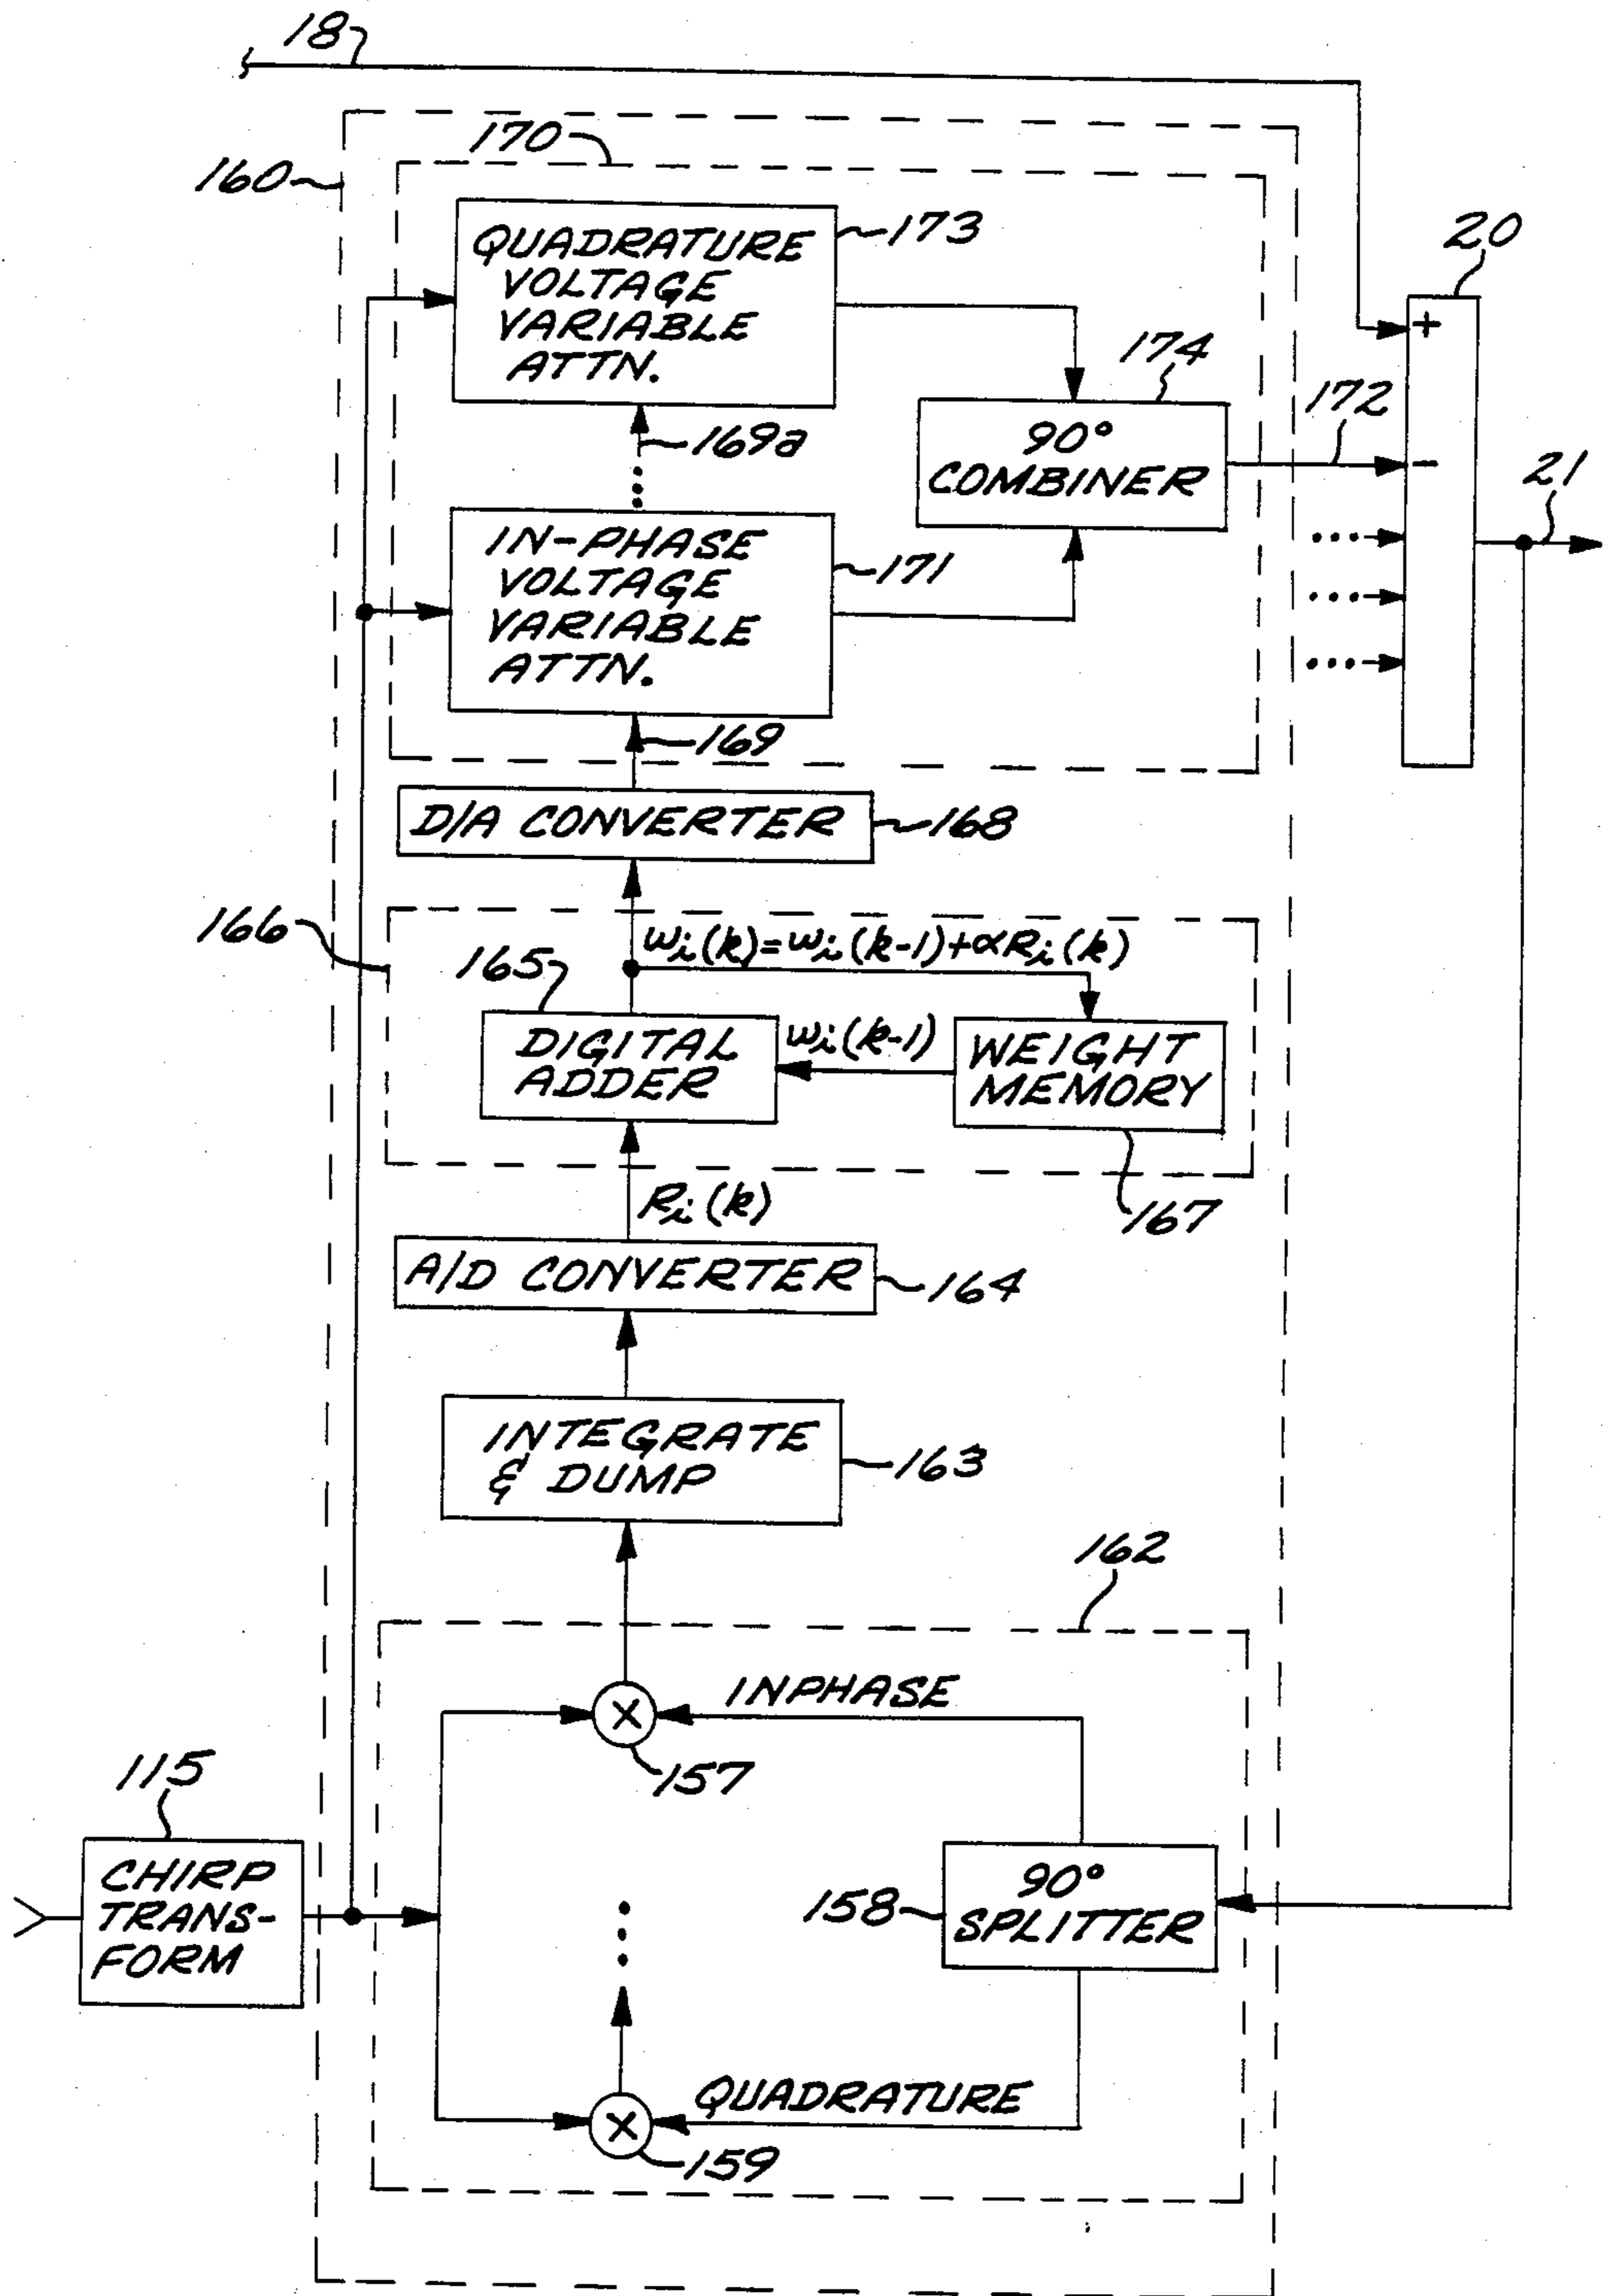 18
170
160
QUADRATURE
VOLTAGE
VARIABLE
ATTN.
173
20
+
174
90°
COMBINER
172
−
21
169a
IN-PHASE
VOLTAGE
VARIABLE
ATTN.
171
169
D/A CONVERTER
168
166
wi(k)=wi(k-1)+αRi(k)
165
DIGITAL
ADDER
wi(k-1)
WEIGHT
MEMORY
167
Ri(k)
A/D CONVERTER
164
INTEGRATE
& DUMP
163
162
INPHASE
157
115
CHIRP
TRANS-
FORM
158
90°
SPLITTER
QUADRATURE
159